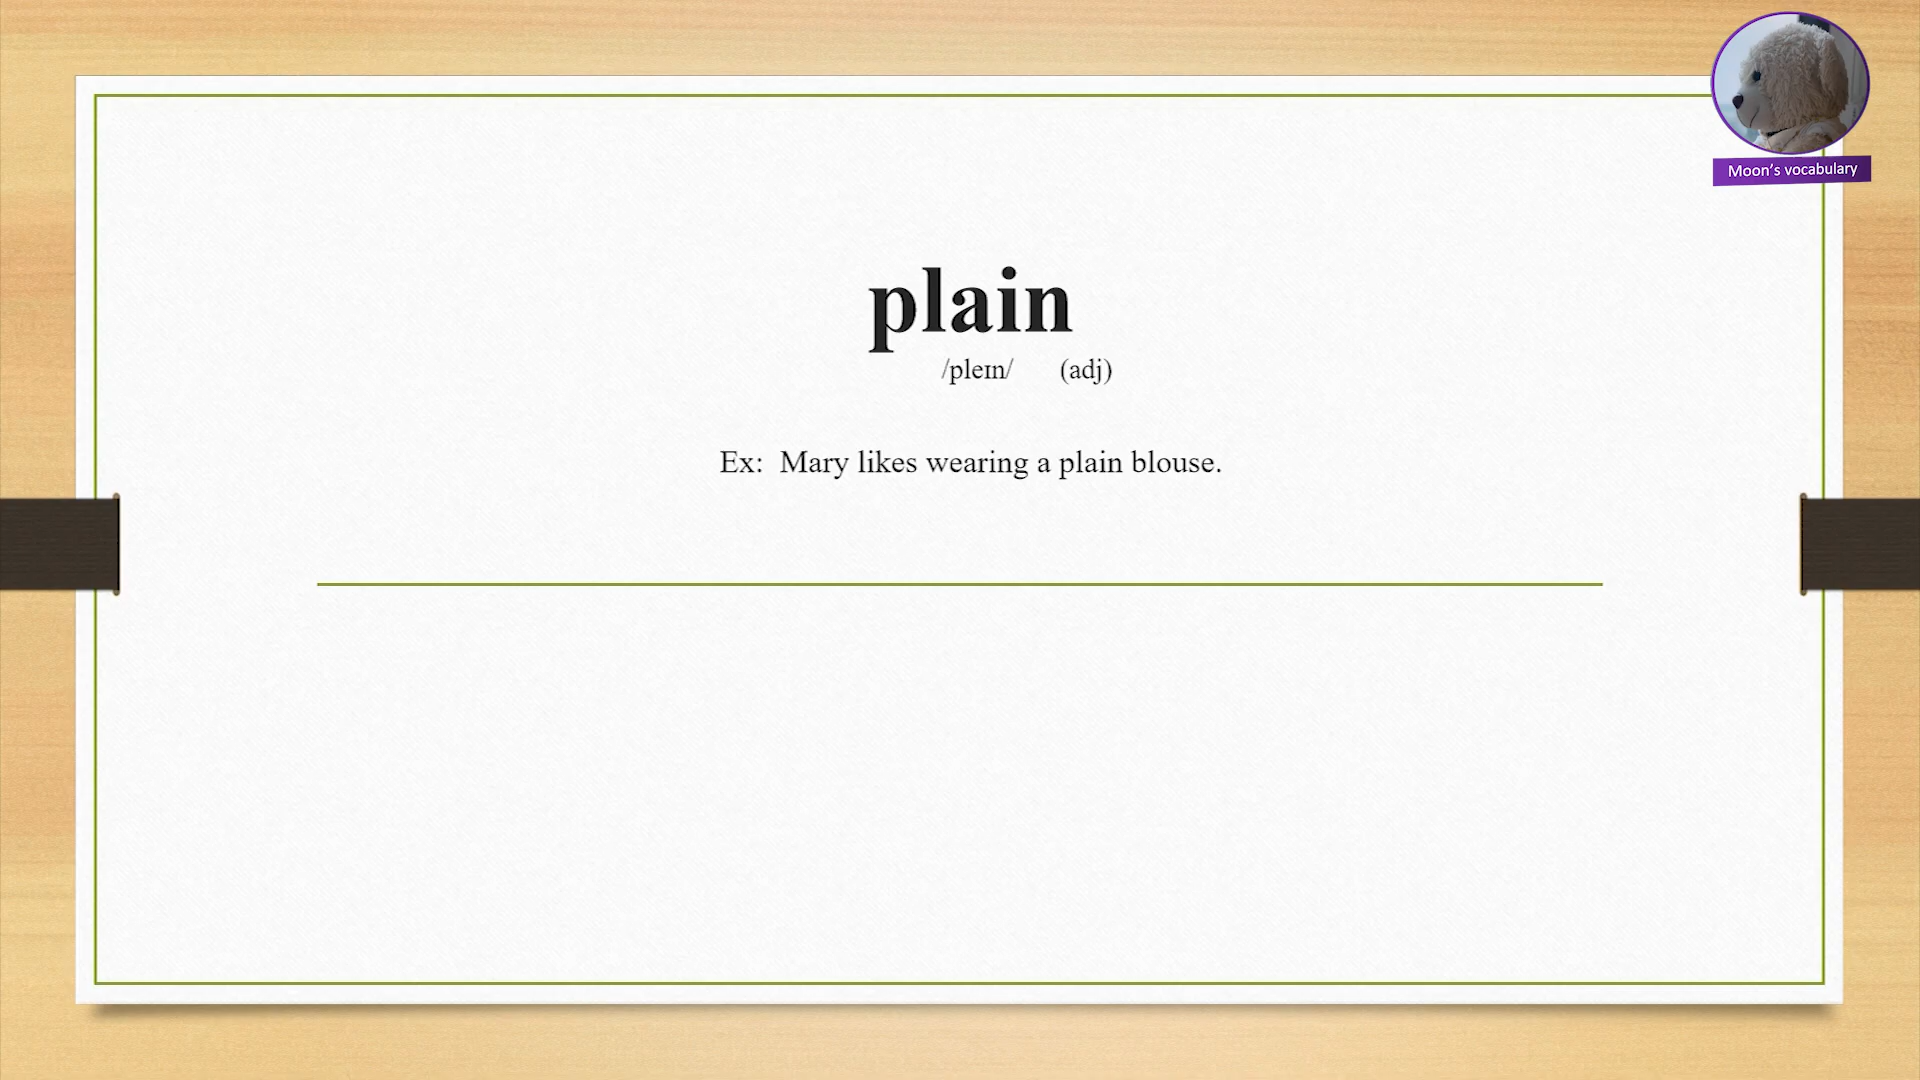 Moon's vocabulary
plain
/pleɪn/ (adj)
Ex: Mary likes wearing a plain blouse.